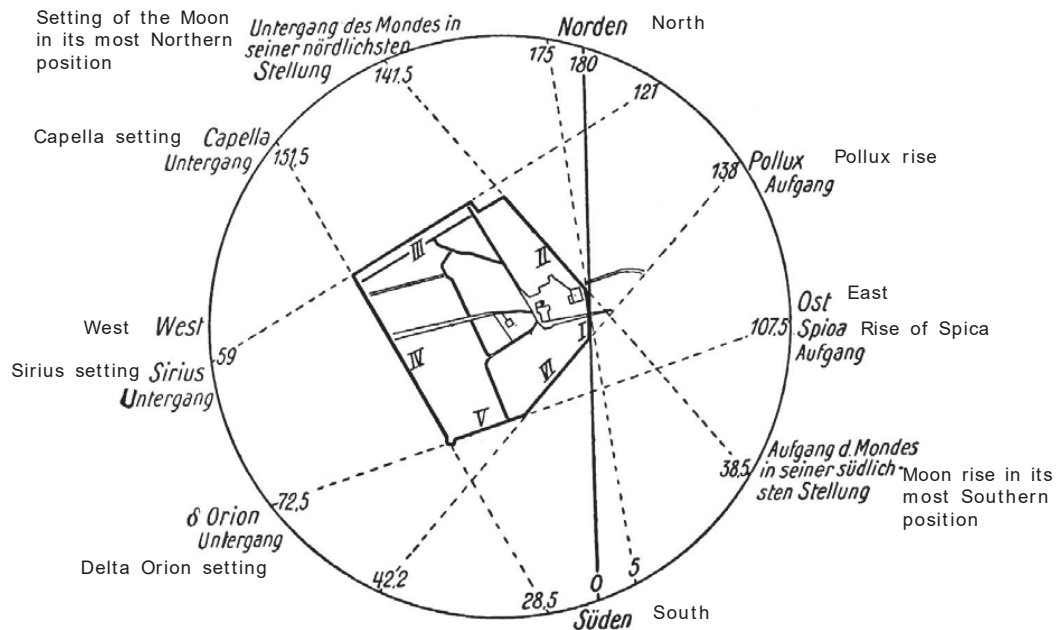 Setting of the Moon
in its most Northern
position
Untergang des Mondes in
seiner nördlichsten
Stellung
141.5
Norden
North
175
180
121
Capella setting
Capella
Untergang
151,5
138
Pollux
Aufgang
Pollux rise
III
II
I
IV
VI
V
West
West
59
Sirius setting
Sirius
Untergang
Ost
East
107,5
Spica
Aufgang
Rise of Spica
38,5
Aufgang d. Mondes
in seiner südlich-
sten Stellung
Moon rise in its
most Southern
position
72,5
δ Orion
Untergang
Delta Orion setting
42,2
28,5
0
5
Süden
South